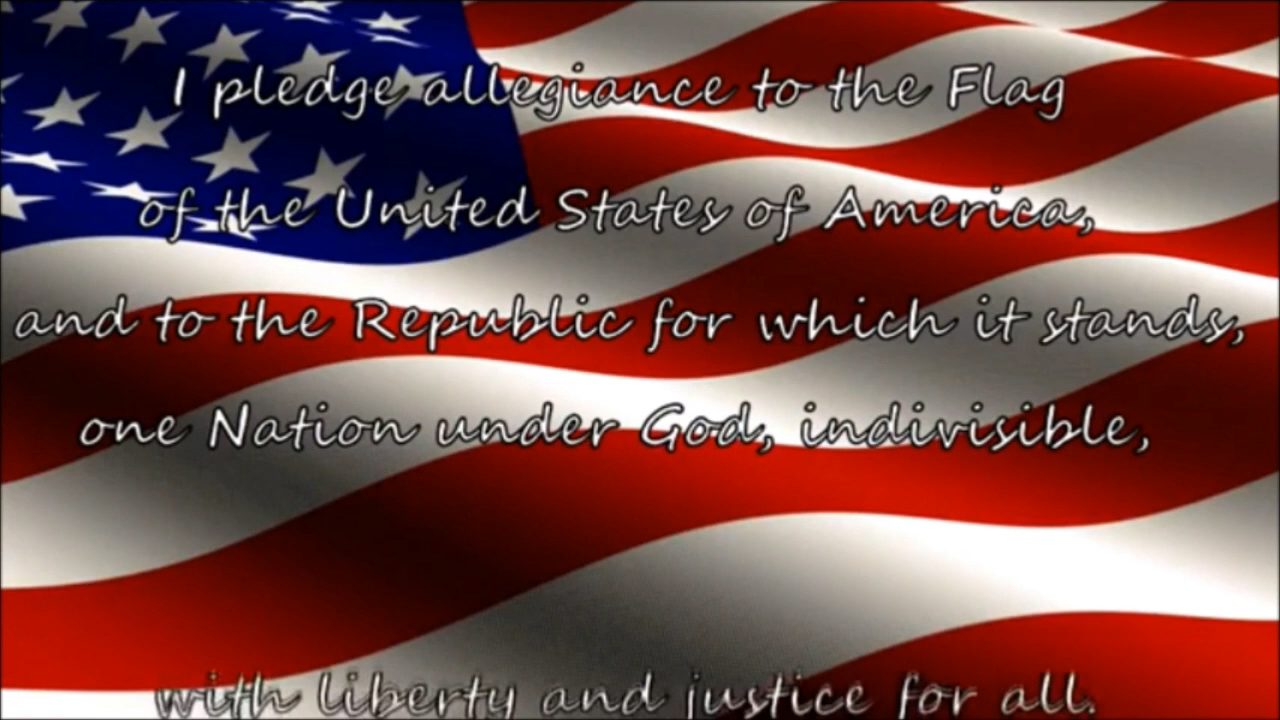 I pledge allegiance to the Flag
of the United States of America,
and to the Republic for which it stands,
one Nation under God, indivisible,
with liberty and justice for all.